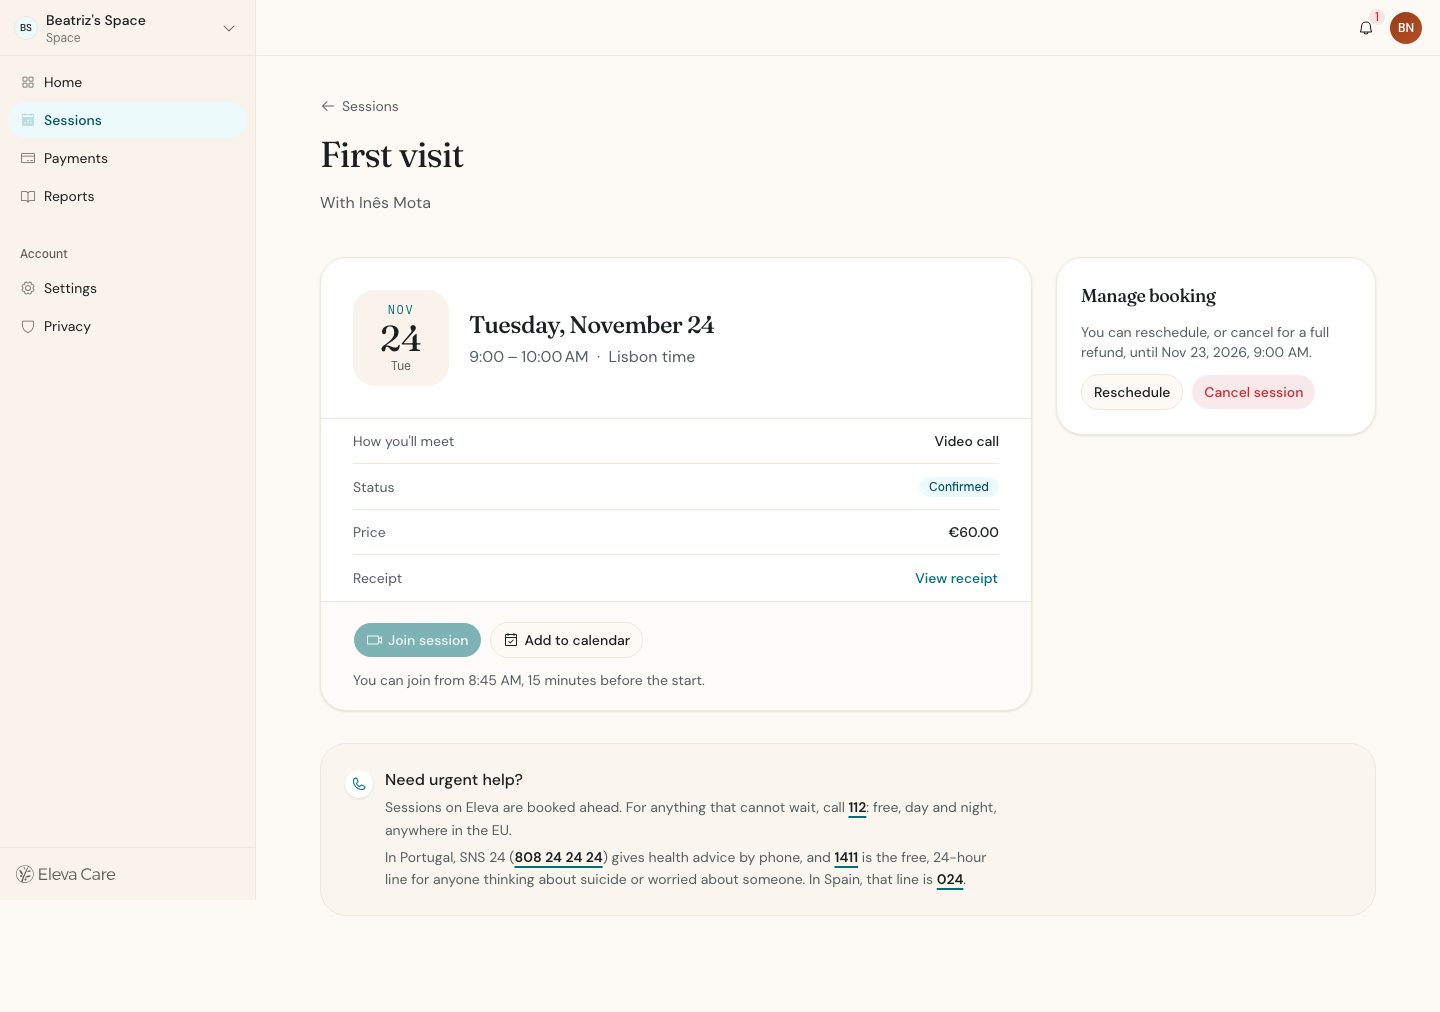 BS
Beatriz's Space
Space
1
BN
Home
Sessions
Payments
Reports
Account
Settings
Privacy
Eleva Care
Sessions
First visit
With Inês Mota
NOV
24
Tue
Tuesday, November 24
9:00 – 10:00 AM · Lisbon time
How you'll meet
Video call
Status
Confirmed
Price
€60.00
Receipt
View receipt
Join session
Add to calendar
You can join from 8:45 AM, 15 minutes before the start.
Manage booking
You can reschedule, or cancel for a full
refund, until Nov 23, 2026, 9:00 AM.
Reschedule
Cancel session
Need urgent help?
Sessions on Eleva are booked ahead. For anything that cannot wait, call 112: free, day and night,
anywhere in the EU.
In Portugal, SNS 24 (808 24 24 24) gives health advice by phone, and 1411 is the free, 24-hour
line for anyone thinking about suicide or worried about someone. In Spain, that line is 024.